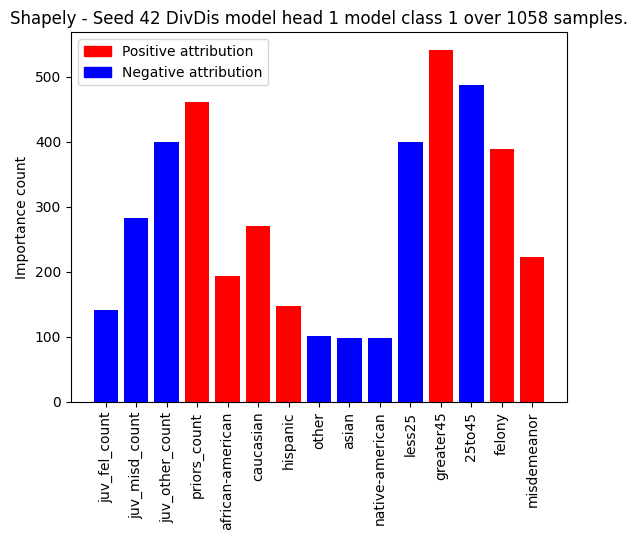 Shapely - Seed 42 DivDis model head 1 model class 1 over 1058 samples.
Positive attribution
Negative attribution
Importance count
500
400
300
200
100
0
juv_fel_count
juv_misd_count
juv_other_count
priors_count
african-american
caucasian
hispanic
other
asian
native-american
less25
greater45
25to45
felony
misdemeanor